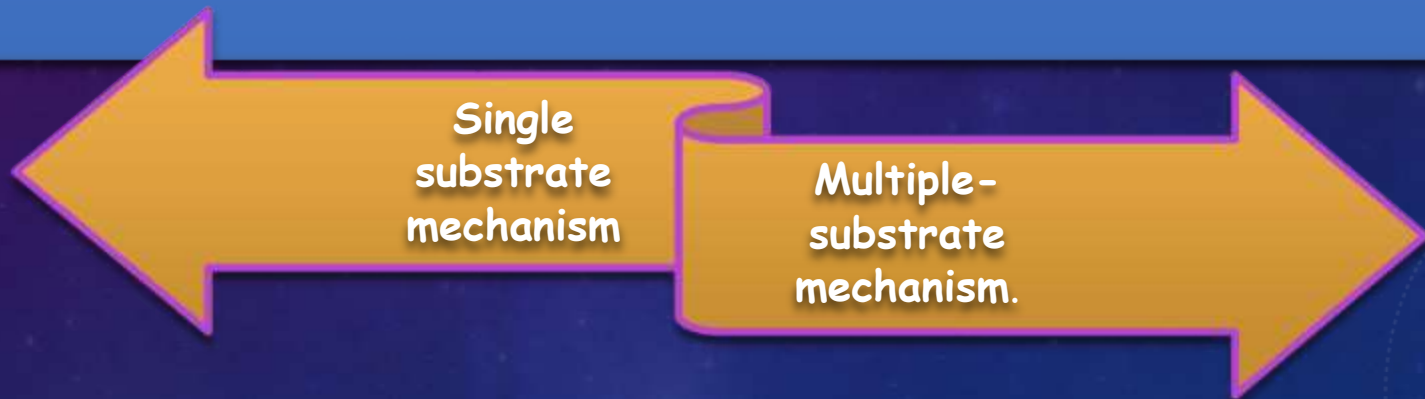 Single
substrate
mechanism
Multiple-
substrate
mechanism.